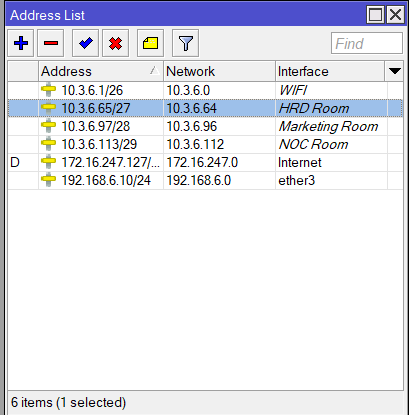 Address List
Find
Address Network Interface
10.3.6.1/26 10.3.6.0 WIFI
10.3.6.65/27 10.3.6.64 HRD Room
10.3.6.97/28 10.3.6.96 Marketing Room
10.3.6.113/29 10.3.6.112 NOC Room
D 172.16.247.127/... 172.16.247.0 Internet
192.168.6.10/24 192.168.6.0 ether3
6 items (1 selected)